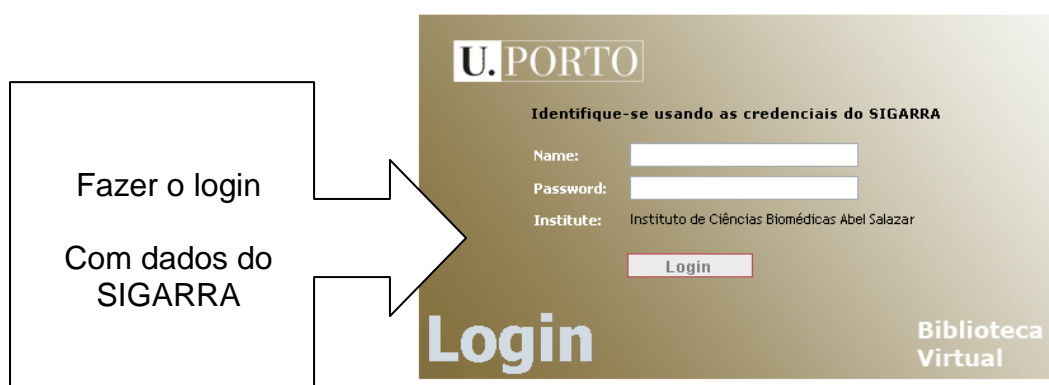 Fazer o login
Com dados do
SIGARRA
U.PORTO
Identifique-se usando as credenciais do SIGARRA
Name:
Password:
Institute: Instituto de Ciências Biomédicas Abel Salazar
Login
Login
Biblioteca
Virtual